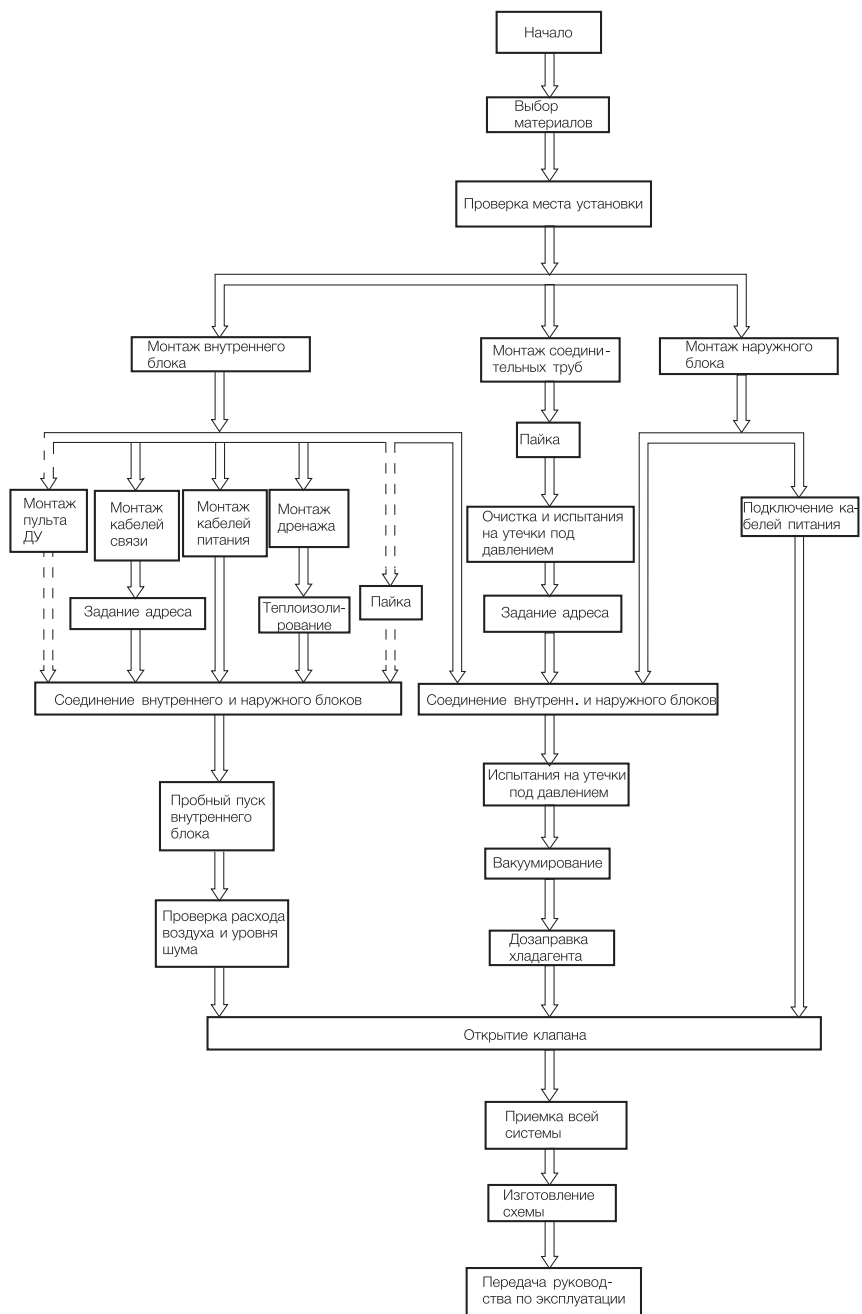 Начало
Выбор
материалов
Проверка места установки
Монтаж внутреннего
блока
Монтаж соедини-
тельных труб
Монтаж наружного
блока
Пайка
Монтаж
пульта
ДУ
Монтаж
кабелей
связи
Монтаж
кабелей
питания
Монтаж
дренажа
Очистка и испытания
на утечки под
давлением
Подключение ка-
белей питания
Задание адреса
Теплоизоли-
рование
Пайка
Задание адреса
Соединение внутреннего и наружного блоков
Соединение внутренн. и наружного блоков
Пробный пуск
внутреннего
блока
Испытания на утечки
под давлением
Вакуумирование
Проверка расхода
воздуха и уровня
шума
Дозаправка
хладагента
Открытие клапана
Приемка всей
системы
Изготовление
схемы
Передача руковод-
ства по эксплуатации